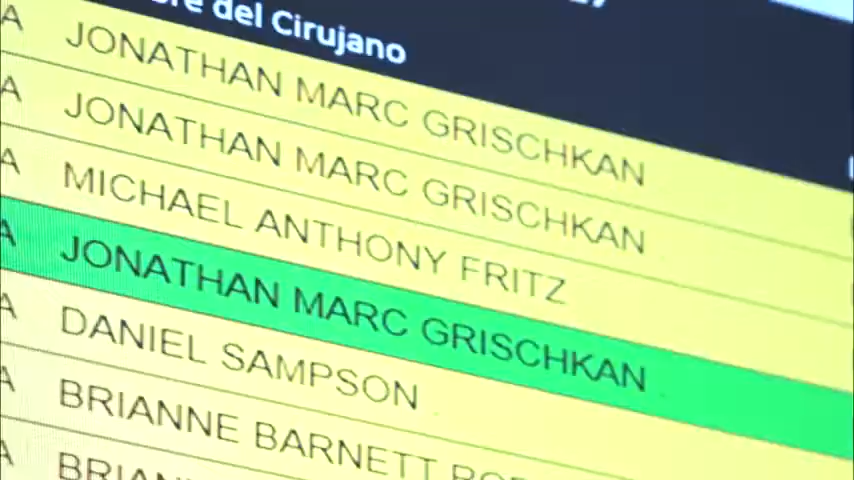 del Cirujano
A JONATHAN MARC GRISCHKAN
A JONATHAN MARC GRISCHKAN
A MICHAEL ANTHONY FRITZ
A JONATHAN MARC GRISCHKAN
A DANIEL SAMPSON
A BRIANNE BARNETT
A